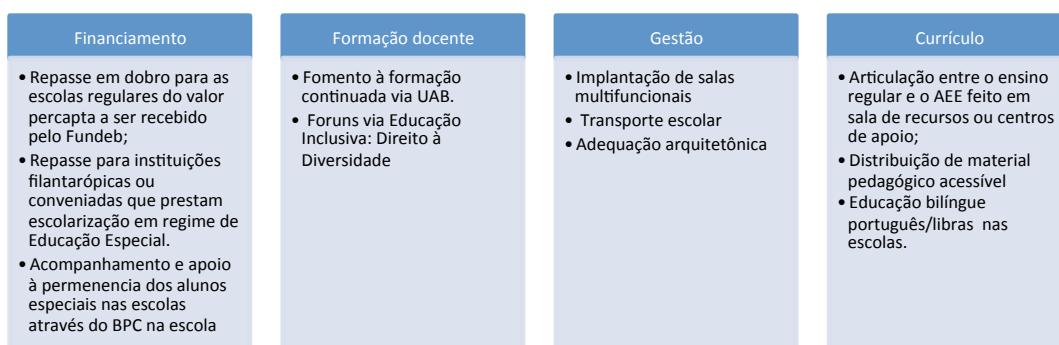 Financiamento
• Repasse em dobro para as
escolas regulares do valor
percapta a ser recebido
pelo Fundeb;
• Repasse para instituições
filantarópicas ou
conveniadas que prestam
escolarização em regime de
Educação Especial.
• Acompanhamento e apoio
à permenencia dos alunos
especiais nas escolas
através do BPC na escola
Formação docente
• Fomento à formação
continuada via UAB.
• Foruns via Educação
Inclusiva: Direito à
Diversidade
Gestão
• Implantação de salas
multifuncionais
• Transporte escolar
• Adequação arquitetônica
Currículo
• Articulação entre o ensino
regular e o AEE feito em
sala de recursos ou centros
de apoio;
• Distribuição de material
pedagógico acessível
• Educação bilíngue
português/libras nas
escolas.